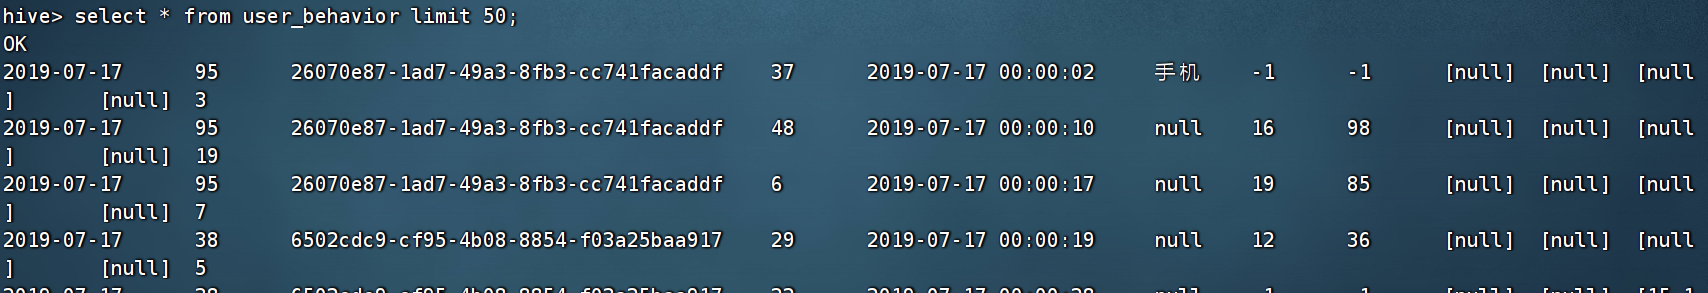 hive> select * from user_behavior limit 50;
OK
2019-07-17 95 26070e87-1ad7-49a3-8fb3-cc741facaddf 37 2019-07-17 00:00:02 手机 -1 -1 [null] [null] [null
] [null] 3
2019-07-17 95 26070e87-1ad7-49a3-8fb3-cc741facaddf 48 2019-07-17 00:00:10 null 16 98 [null] [null] [null
] [null] 19
2019-07-17 95 26070e87-1ad7-49a3-8fb3-cc741facaddf 6 2019-07-17 00:00:17 null 19 85 [null] [null] [null
] [null] 7
2019-07-17 38 6502cdc9-cf95-4b08-8854-f03a25baa917 29 2019-07-17 00:00:19 null 12 36 [null] [null] [null
] [null] 5